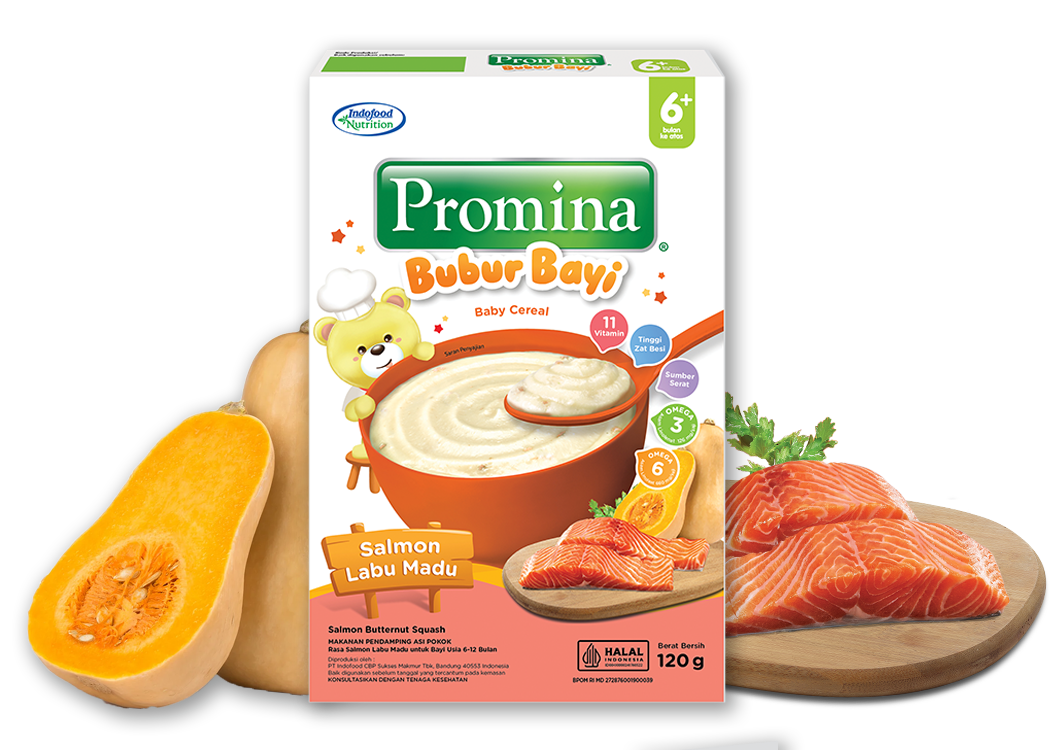 Baik digunakan sebelum:
Promina
Bubur Bayi
6+
Indofood
Nutrition
6+
bulan
ke atas
Promina
®
Bubur Bayi
Baby Cereal
11
Vitamin
Saran Penyajian
Tinggi
Zat Besi
Sumber
Serat
OMEGA
3
OMEGA
6
Salmon
Labu Madu
Salmon Butternut Squash
MAKANAN PENDAMPING ASI POKOK
Rasa Salmon Labu Madu untuk Bayi Usia 6-12 Bulan
Diproduksi oleh :
PT Indofood CBP Sukses Makmur Tbk, Bandung 40553 Indonesia
Baik digunakan sebelum tanggal yang tercantum pada kemasan
KONSULTASIKAN DENGAN TENAGA KESEHATAN
HALAL
INDONESIA
Berat Bersih
120 g
BPOM RI MD 272876001900039